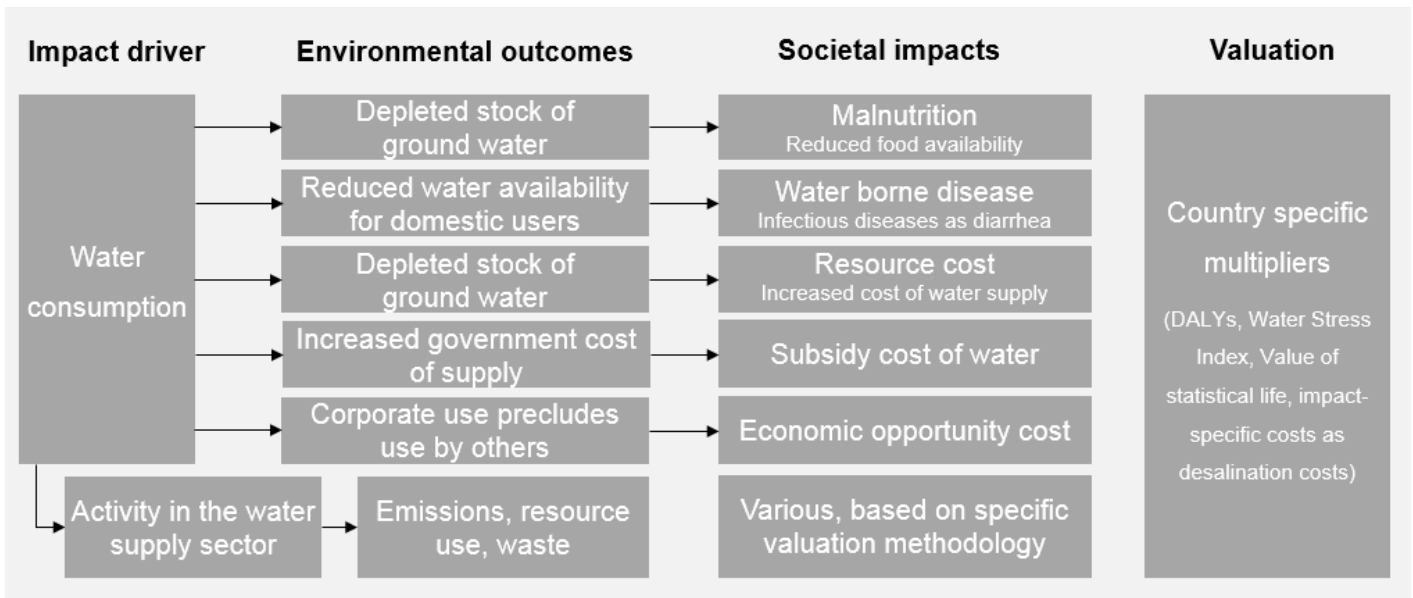 Impact driver
Environmental outcomes
Societal impacts
Valuation
Water
consumption
Depleted stock of
ground water
Malnutrition
Reduced food availability
Reduced water availability
for domestic users
Water borne disease
Infectious diseases as diarrhea
Depleted stock of
ground water
Resource cost
Increased cost of water supply
Increased government cost
of supply
Subsidy cost of water
Corporate use precludes
use by others
Economic opportunity cost
Activity in the water
supply sector
Emissions, resource
use, waste
Various, based on specific
valuation methodology
Country specific
multipliers
(DALYs, Water Stress
Index, Value of
statistical life, impact-
specific costs as
desalination costs)